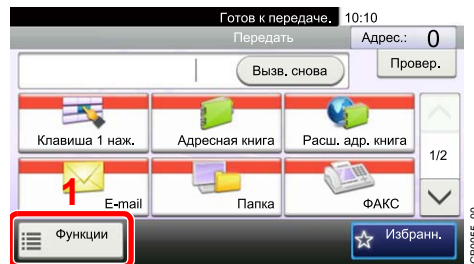 Готов к передаче. 10:10
Передать Адрес.: 0
Вызв. снова Провер.
Клавиша 1 наж. Адресная книга Расш. адр. книга
1/2
1 E-mail Папка ФАКС
Функции Избранн.